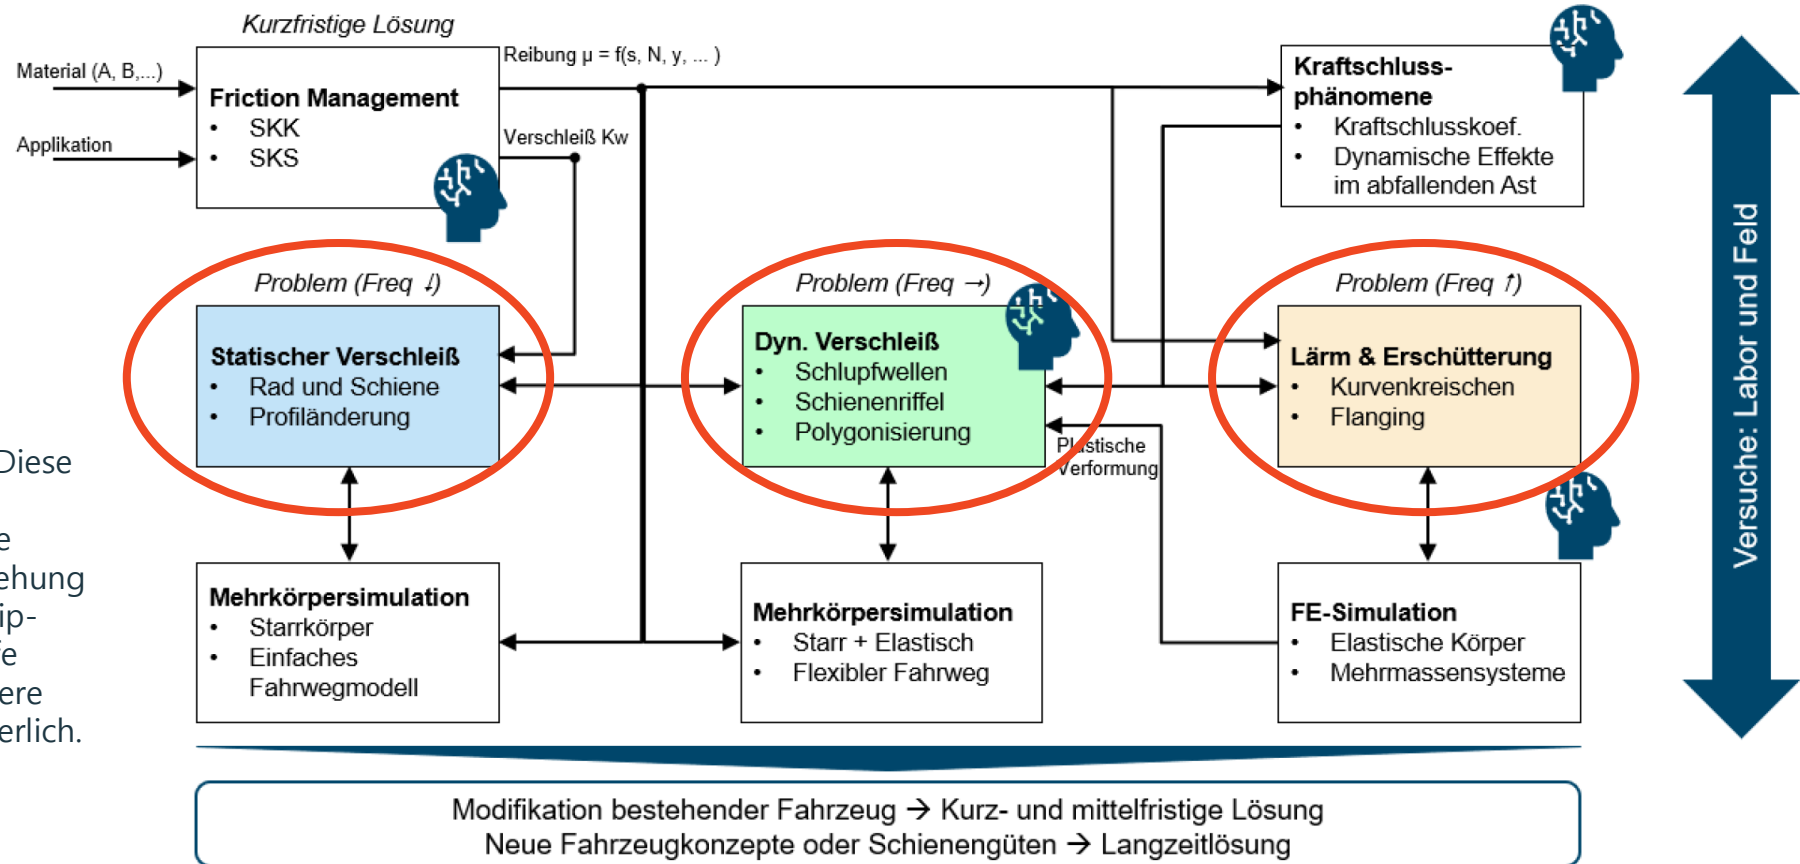 Kurzfristige Lösung
Material (A, B,...)
Applikation
Friction Management
• SKK
• SKS
Reibung µ = f(s, N, y, ... )
Verschleiß Kw
Kraftschluss-
phänomene
• Kraftschlusskoef.
• Dynamische Effekte
im abfallenden Ast
Problem (Freq ↓)
Statischer Verschleiß
• Rad und Schiene
• Profiländerung
Problem (Freq →)
Dyn. Verschleiß
• Schlupfwellen
• Schienenriffel
• Polygonisierung
Plastische
Verformung
Problem (Freq ↑)
Lärm & Erschütterung
• Kurvenkreischen
• Flanging
Diese
e
ehung
ip-
fe
ere
erlich.
Mehrkörpersimulation
• Starrkörper
• Einfaches
Fahrwegmodell
Mehrkörpersimulation
• Starr + Elastisch
• Flexibler Fahrweg
FE-Simulation
• Elastische Körper
• Mehrmassensysteme
Versuche: Labor und Feld
Modifikation bestehender Fahrzeug → Kurz- und mittelfristige Lösung
Neue Fahrzeugkonzepte oder Schienengüten → Langzeitlösung